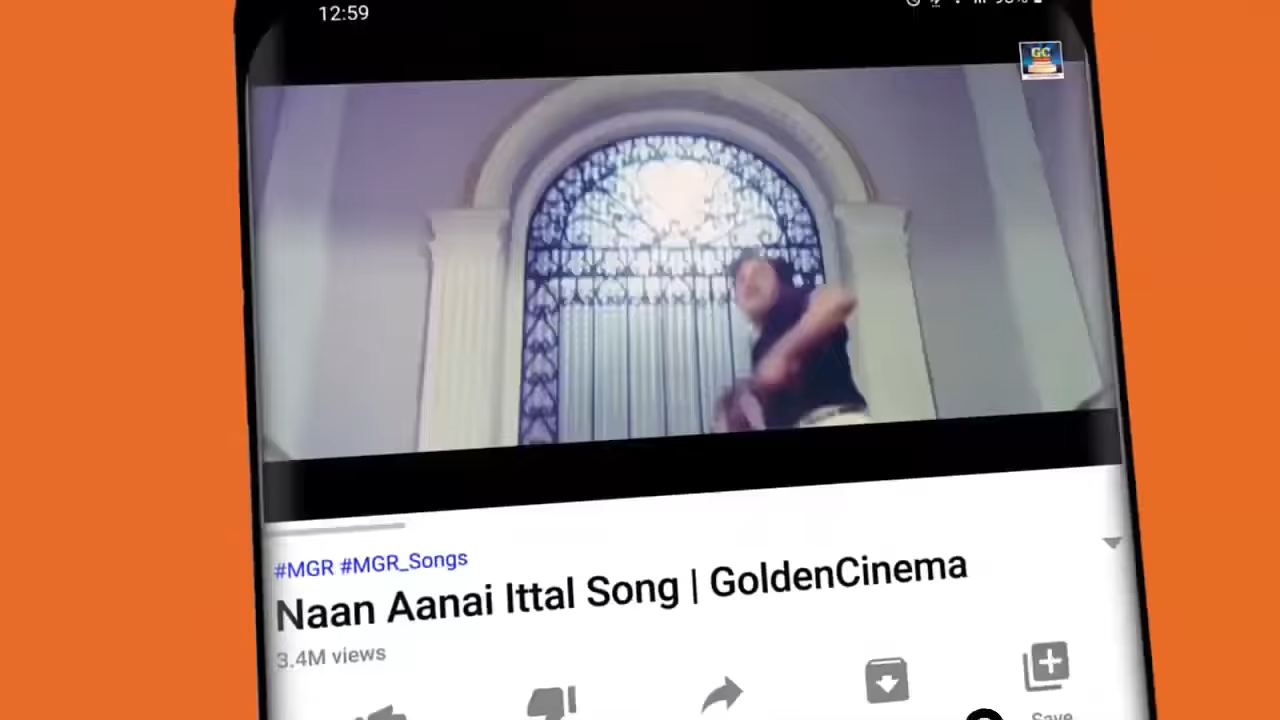 12:59
GC
#MGR #MGR_Songs
Naan Aanai Ittal Song | GoldenCinema
3.4M views
Save